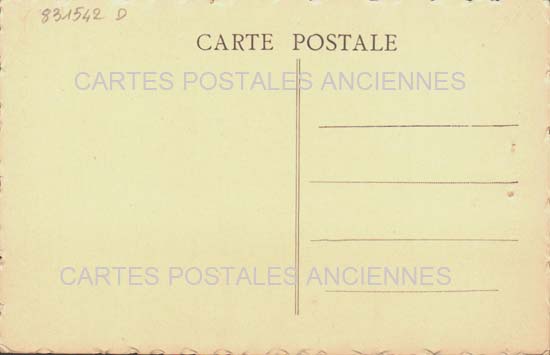 831542 D
CARTE POSTALE
CARTES POSTALES ANCIENNES
CARTES POSTALES ANCIENNES